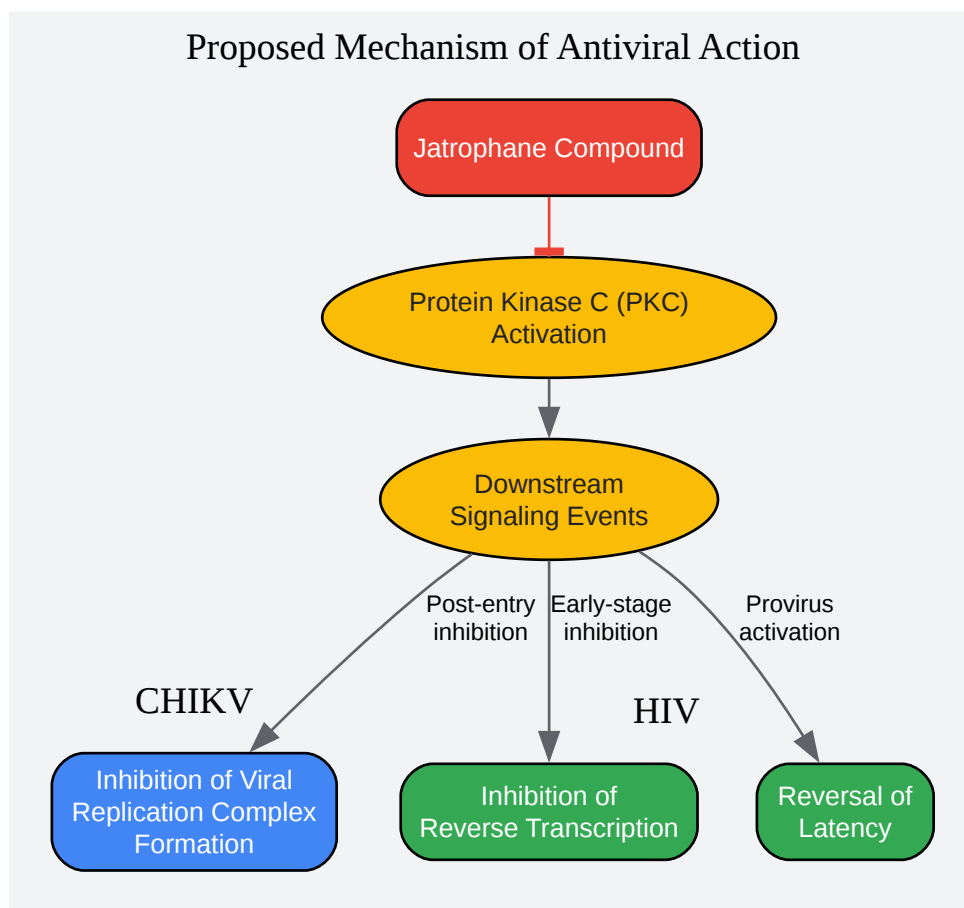 Proposed Mechanism of Antiviral Action
Jatrophane Compound
Protein Kinase C (PKC)
Activation
Downstream
Signaling Events
Post-entry
inhibition
Early-stage
inhibition
Provirus
activation
CHIKV
HIV
Inhibition of Viral
Replication Complex
Formation
Inhibition of
Reverse Transcription
Reversal of
Latency